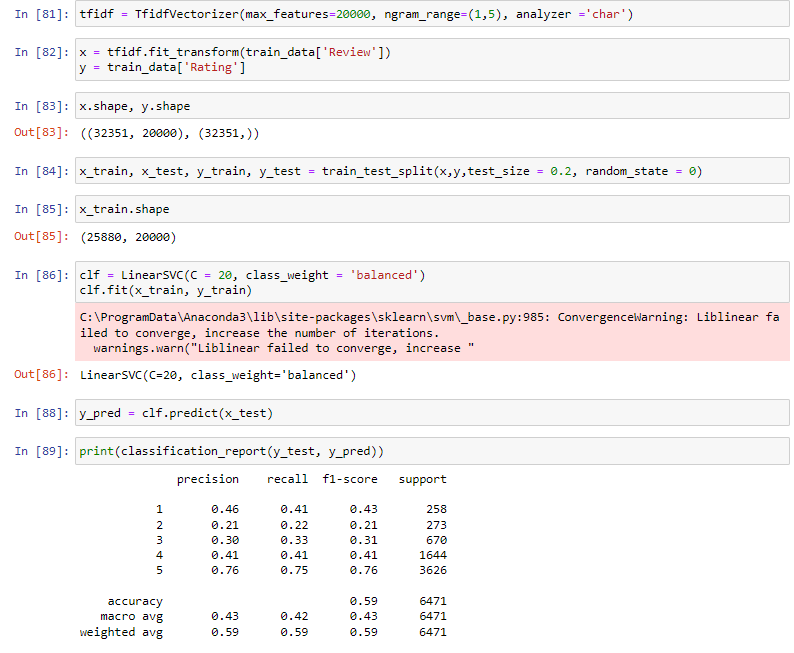 In [81]: tfidf = TfidfVectorizer(max_features=20000, ngram_range=(1,5), analyzer ='char')
In [82]: x = tfidf.fit_transform(train_data['Review'])
y = train_data['Rating']
In [83]: x.shape, y.shape
Out[83]: ((32351, 20000), (32351,))
In [84]: x_train, x_test, y_train, y_test = train_test_split(x,y,test_size = 0.2, random_state = 0)
In [85]: x_train.shape
Out[85]: (25880, 20000)
In [86]: clf = LinearSVC(C = 20, class_weight = 'balanced')
clf.fit(x_train, y_train)
C:\ProgramData\Anaconda3\lib\site-packages\sklearn\svm\_base.py:985: ConvergenceWarning: Liblinear fa
iled to converge, increase the number of iterations.
warnings.warn("Liblinear failed to converge, increase "
Out[86]: LinearSVC(C=20, class_weight='balanced')
In [88]: y_pred = clf.predict(x_test)
In [89]: print(classification_report(y_test, y_pred))
precision recall f1-score support
1 0.46 0.41 0.43 258
2 0.21 0.22 0.21 273
3 0.30 0.33 0.31 670
4 0.41 0.41 0.41 1644
5 0.76 0.75 0.76 3626
accuracy 0.59 6471
macro avg 0.43 0.42 0.43 6471
weighted avg 0.59 0.59 0.59 6471